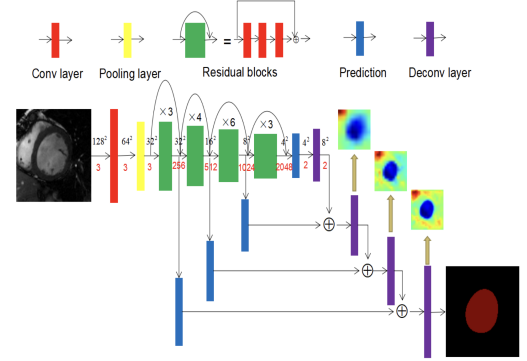 =
Conv layer Pooling layer Residual blocks Prediction Deconv layer
×3 ×4 ×6 ×3
128² 64² 32² 32² 16² 8² 4² 4² 8²
3 3 3 256 512 1024 2048 2 2